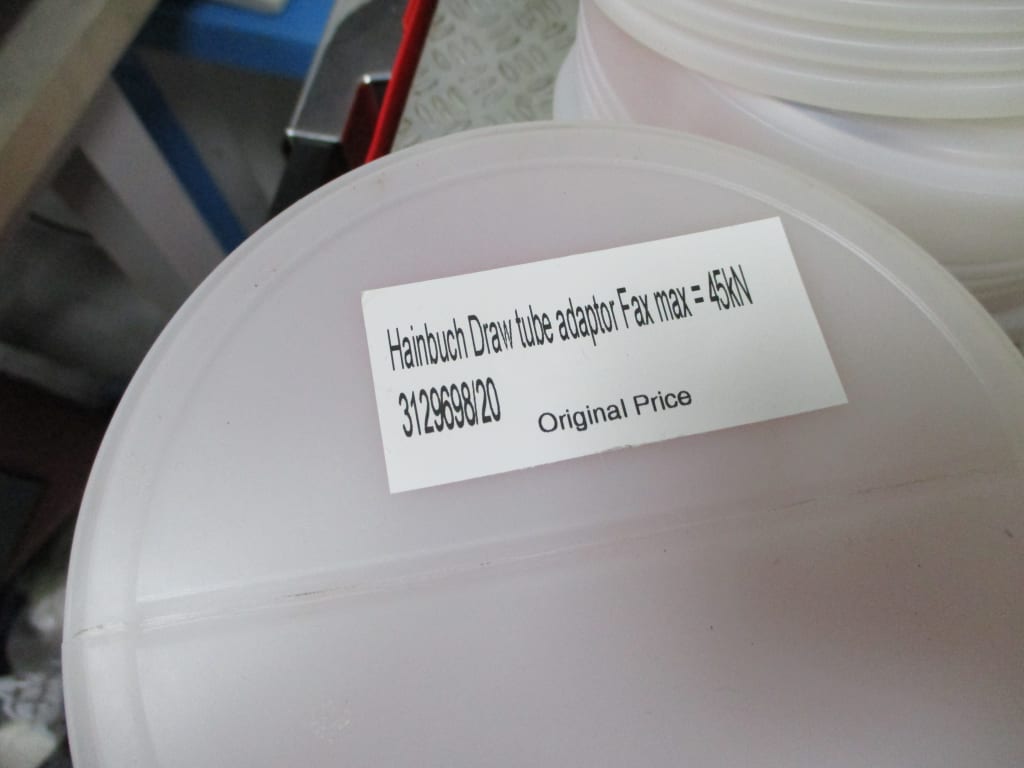 Hainbuch Draw tube adaptor Fax max = 45kN
3129698/20
Original Price